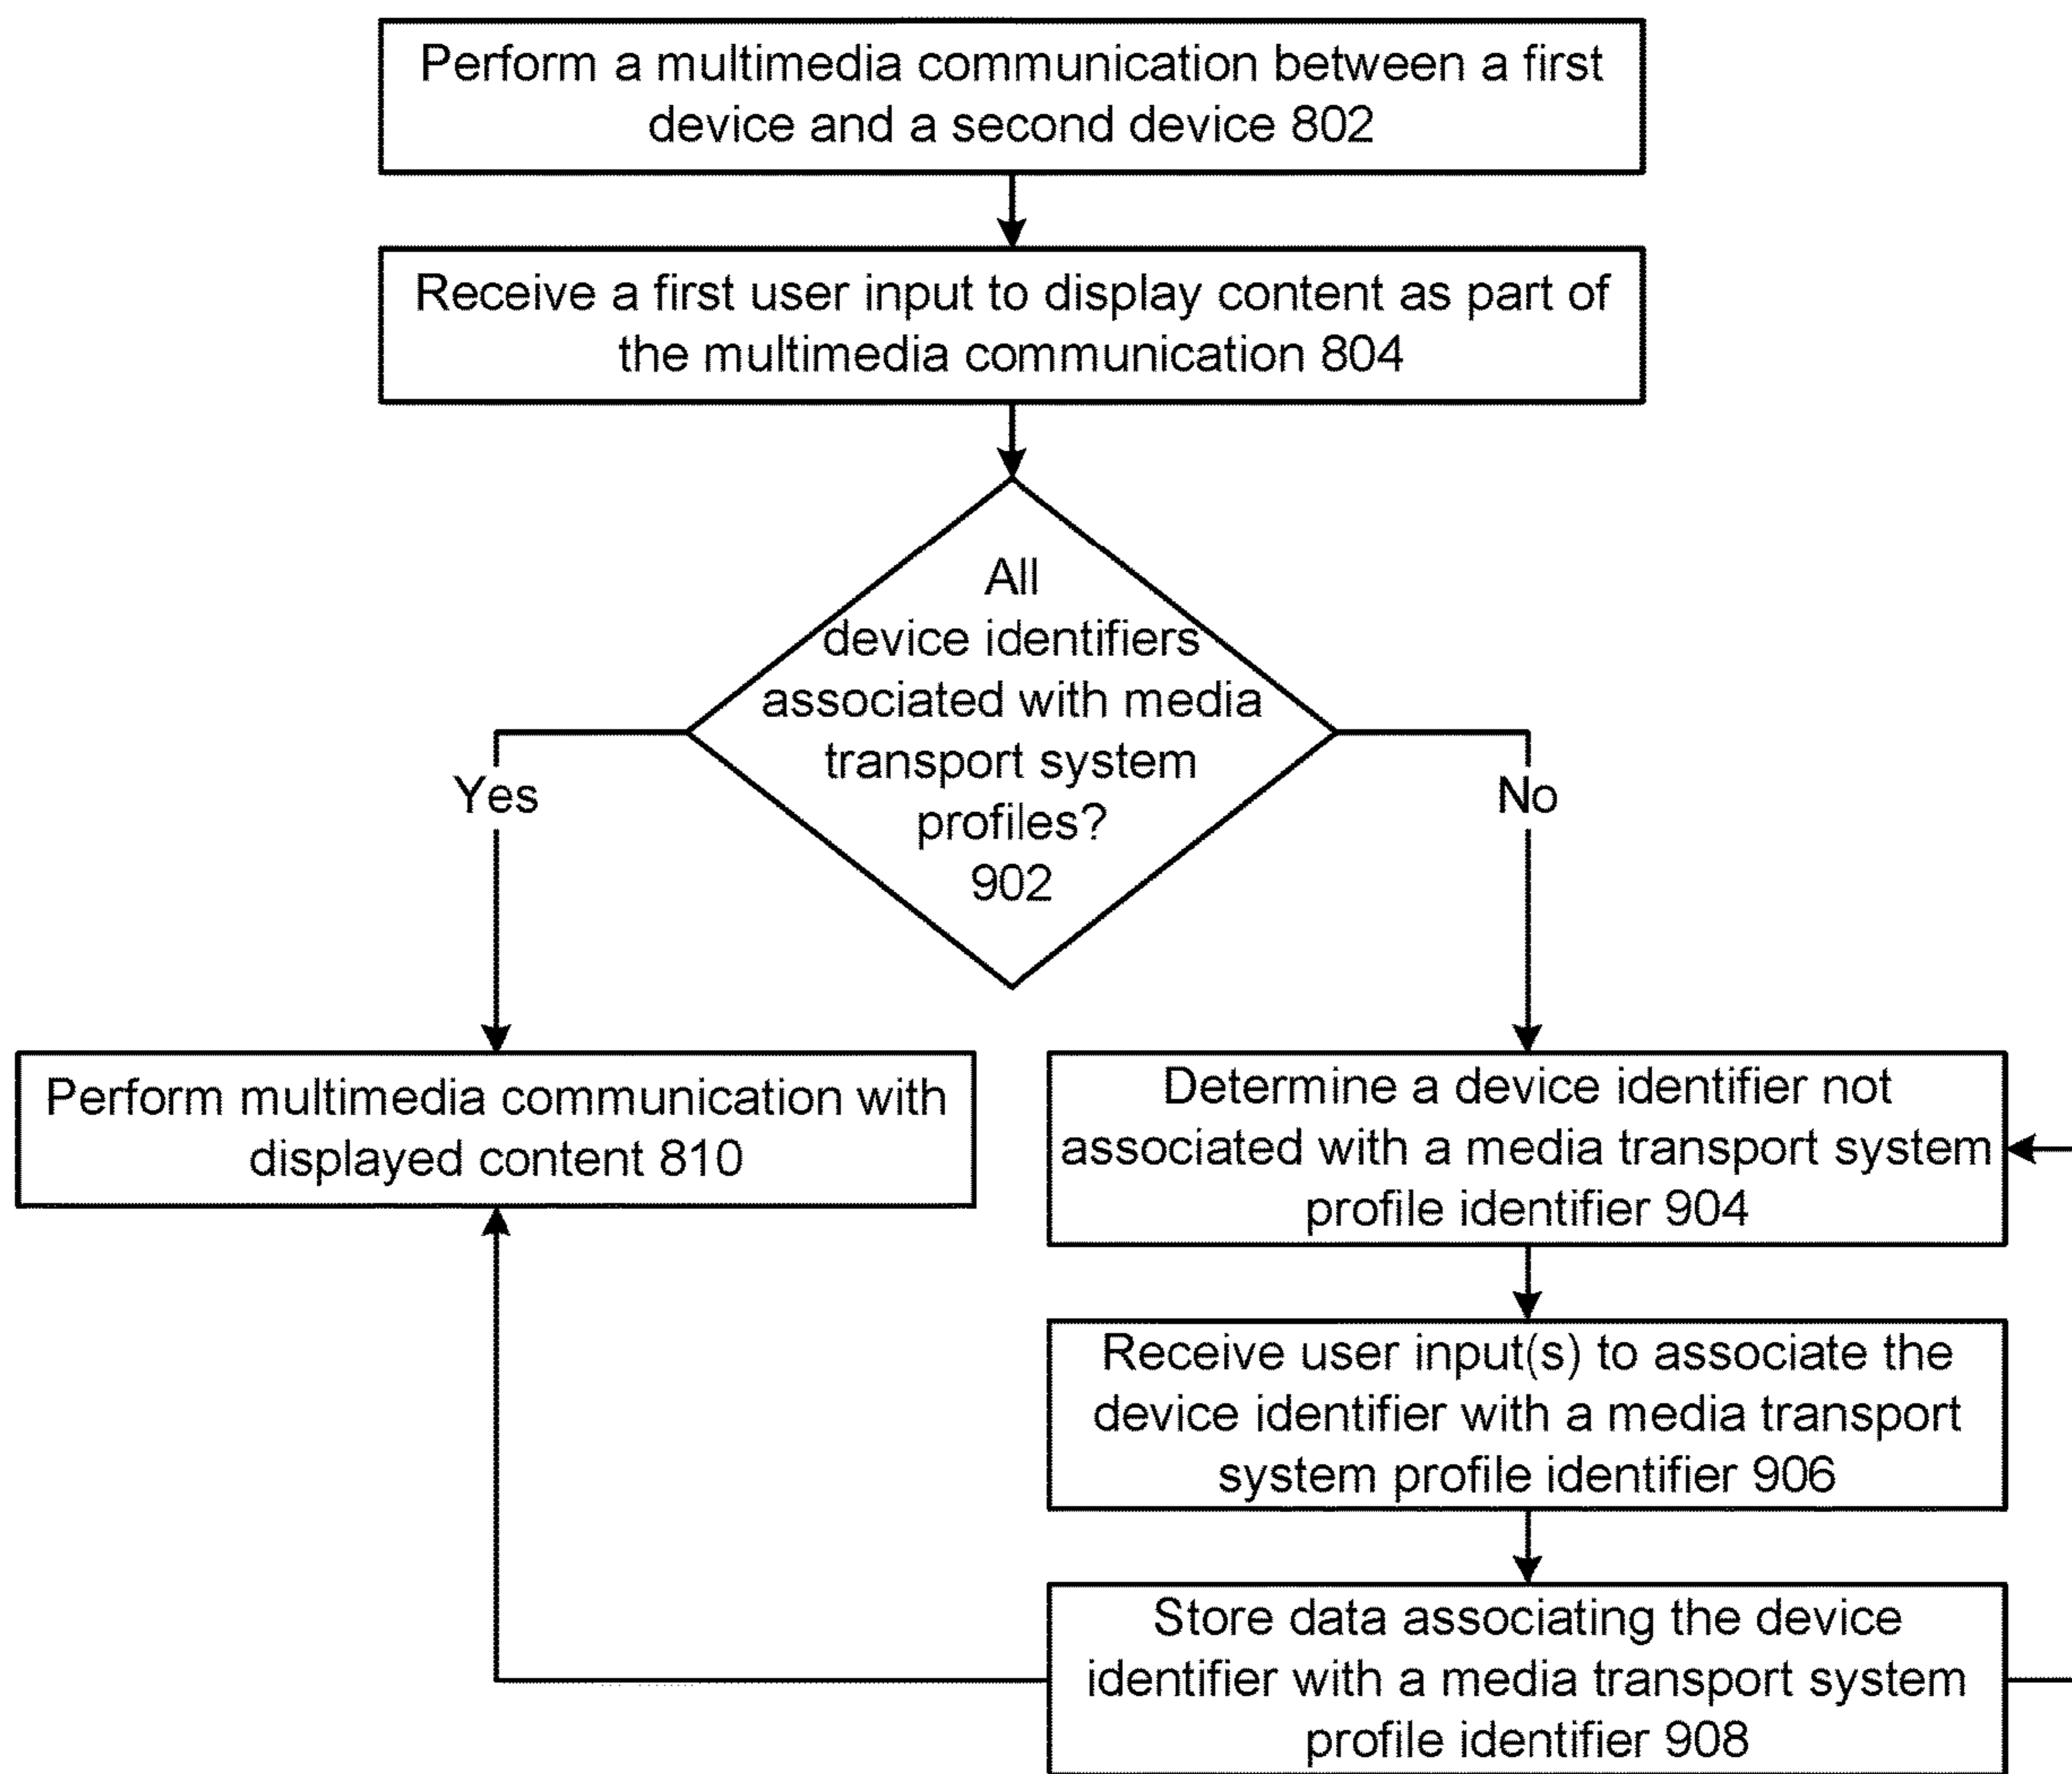 Perform a multimedia communication between a first
device and a second device 802
Receive a first user input to display content as part of
the multimedia communication 804
All
device identifiers
associated with media
transport system
profiles?
902
Yes
No
Perform multimedia communication with
displayed content 810
Determine a device identifier not
associated with a media transport system
profile identifier 904
Receive user input(s) to associate the
device identifier with a media transport
system profile identifier 906
Store data associating the device
identifier with a media transport system
profile identifier 908